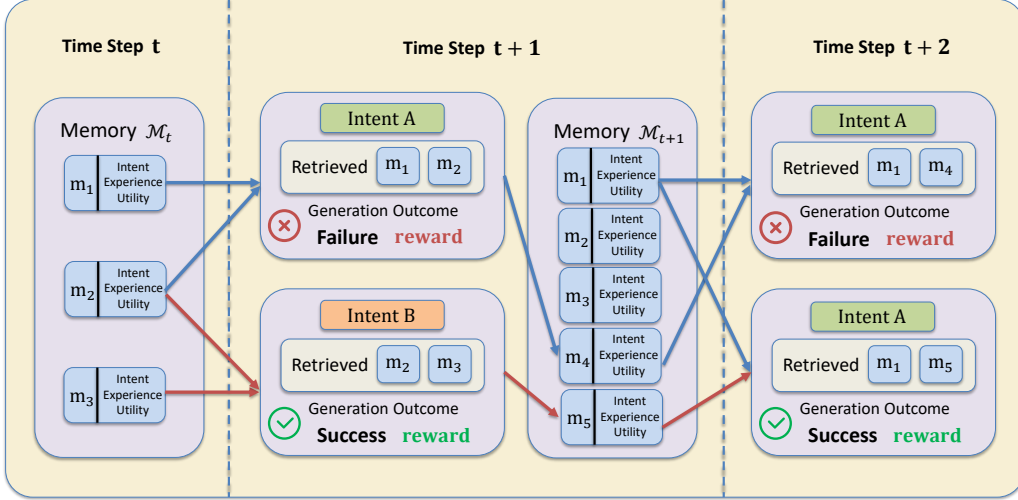 Time Step t
Memory ℳt
m1
Intent
Experience
Utility
m2
Intent
Experience
Utility
m3
Intent
Experience
Utility
Time Step t + 1
Intent A
Retrieved m1 m2
Generation Outcome
Failure reward
Intent B
Retrieved m2 m3
Generation Outcome
Success reward
Memory ℳt+1
m1
Intent
Experience
Utility
m2
Intent
Experience
Utility
m3
Intent
Experience
Utility
m4
Intent
Experience
Utility
m5
Intent
Experience
Utility
Time Step t + 2
Intent A
Retrieved m1 m4
Generation Outcome
Failure reward
Intent A
Retrieved m1 m5
Generation Outcome
Success reward